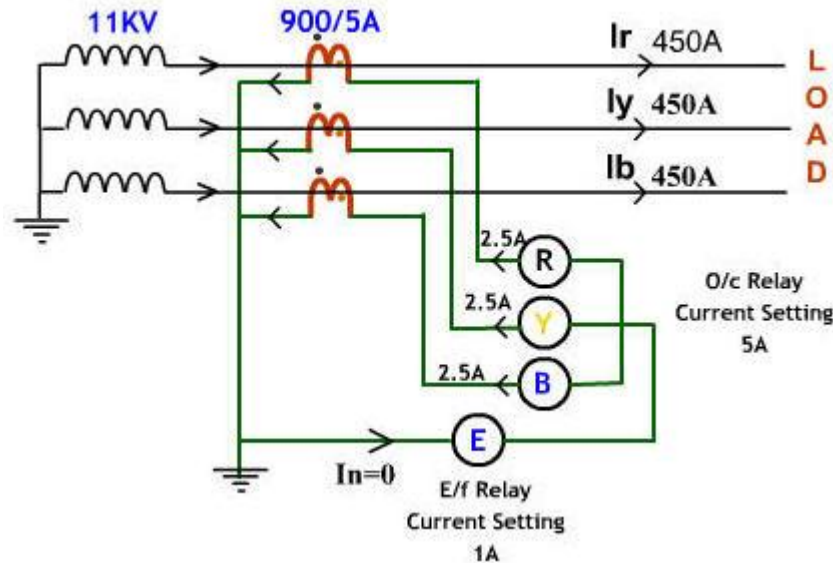 11KV
900/5A
Ir 450A
Iy 450A
Ib 450A
LOAD
2.5A
R
2.5A
Y
2.5A
B
O/c Relay
Current Setting
5A
E
In=0
E/f Relay
Current Setting
1A